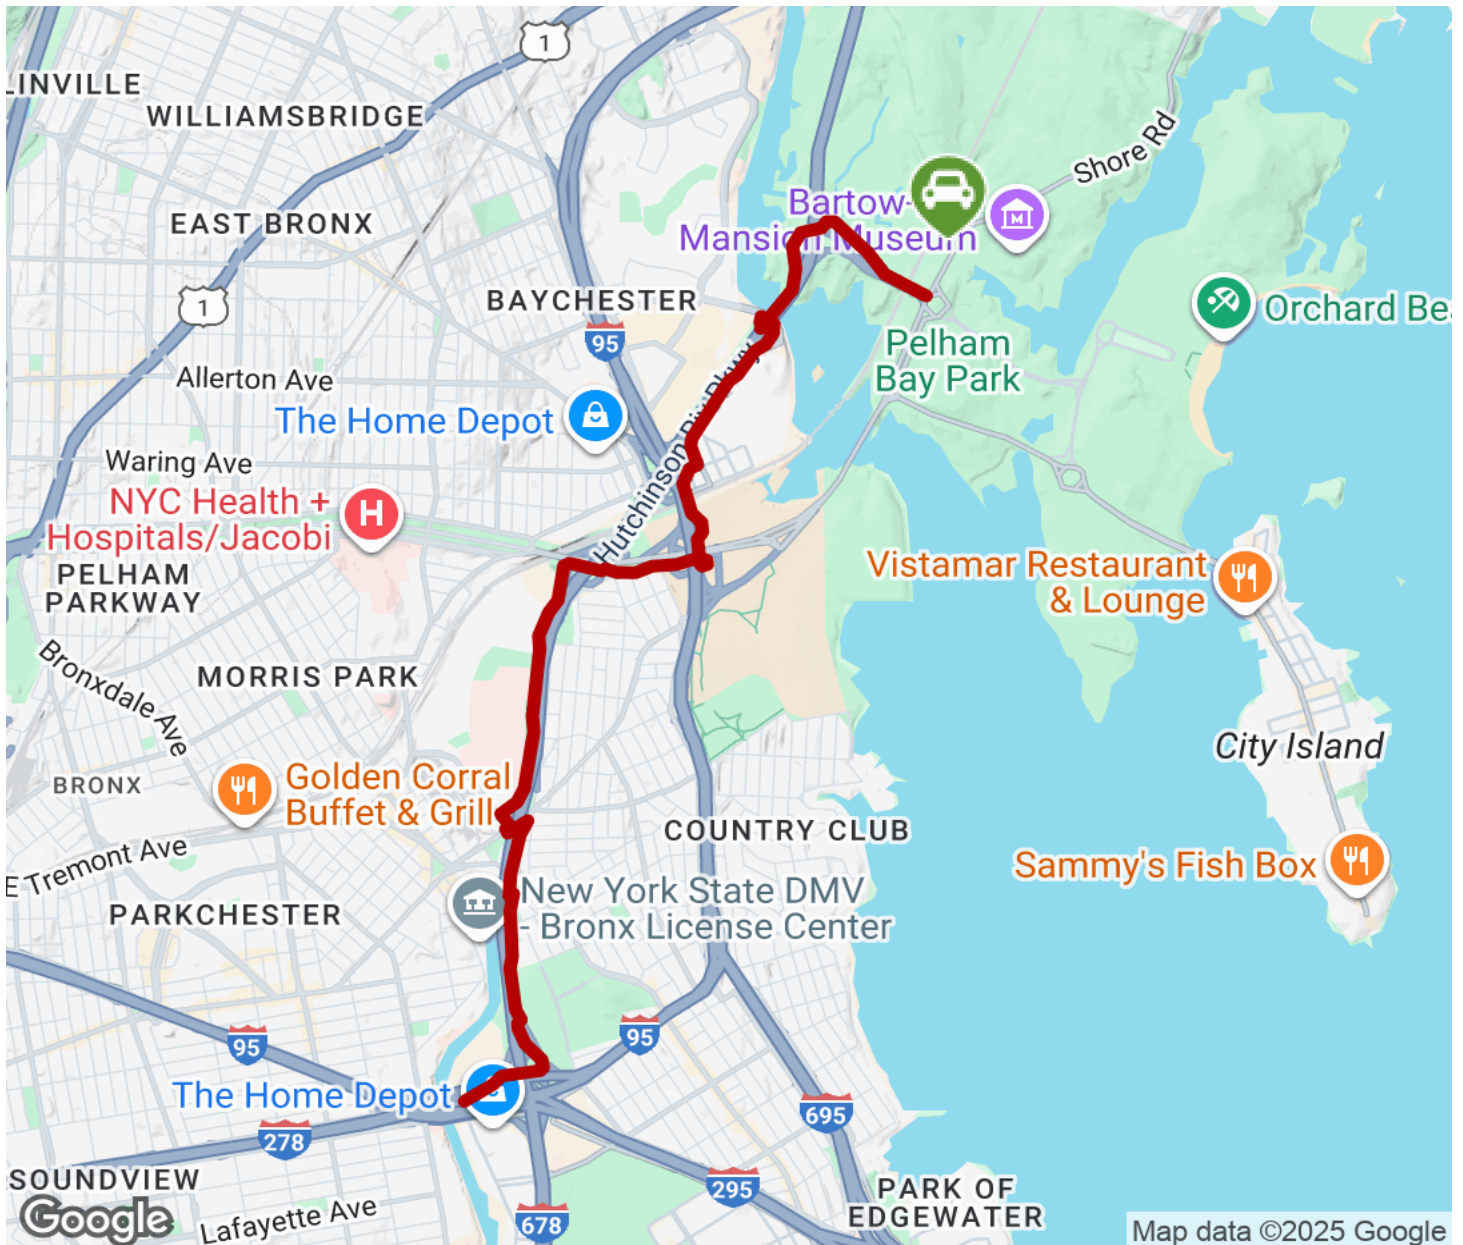 1
LINVILLE
WILLIAMSBRIDGE
Shore Rd
EAST BRONX
Bartow-
Mansion Museum
M
1
BAYCHESTER
Orchard Bea
95
Pelham
Bay Park
Allerton Ave
The Home Depot
Hutchinson Riv Pkwy
Waring Ave
NYC Health +
Hospitals/Jacobi
H
PELHAM
PARKWAY
Vistamar Restaurant
& Lounge
Bronxdale Ave
MORRIS PARK
City Island
BRONX
Golden Corral
Buffet & Grill
COUNTRY CLUB
E Tremont Ave
Sammy's Fish Box
New York State DMV
- Bronx License Center
PARKCHESTER
95
95
The Home Depot
695
278
SOUNDVIEW
295
PARK OF
EDGEWATER
Google
Lafayette Ave
678
Map data ©2025 Google